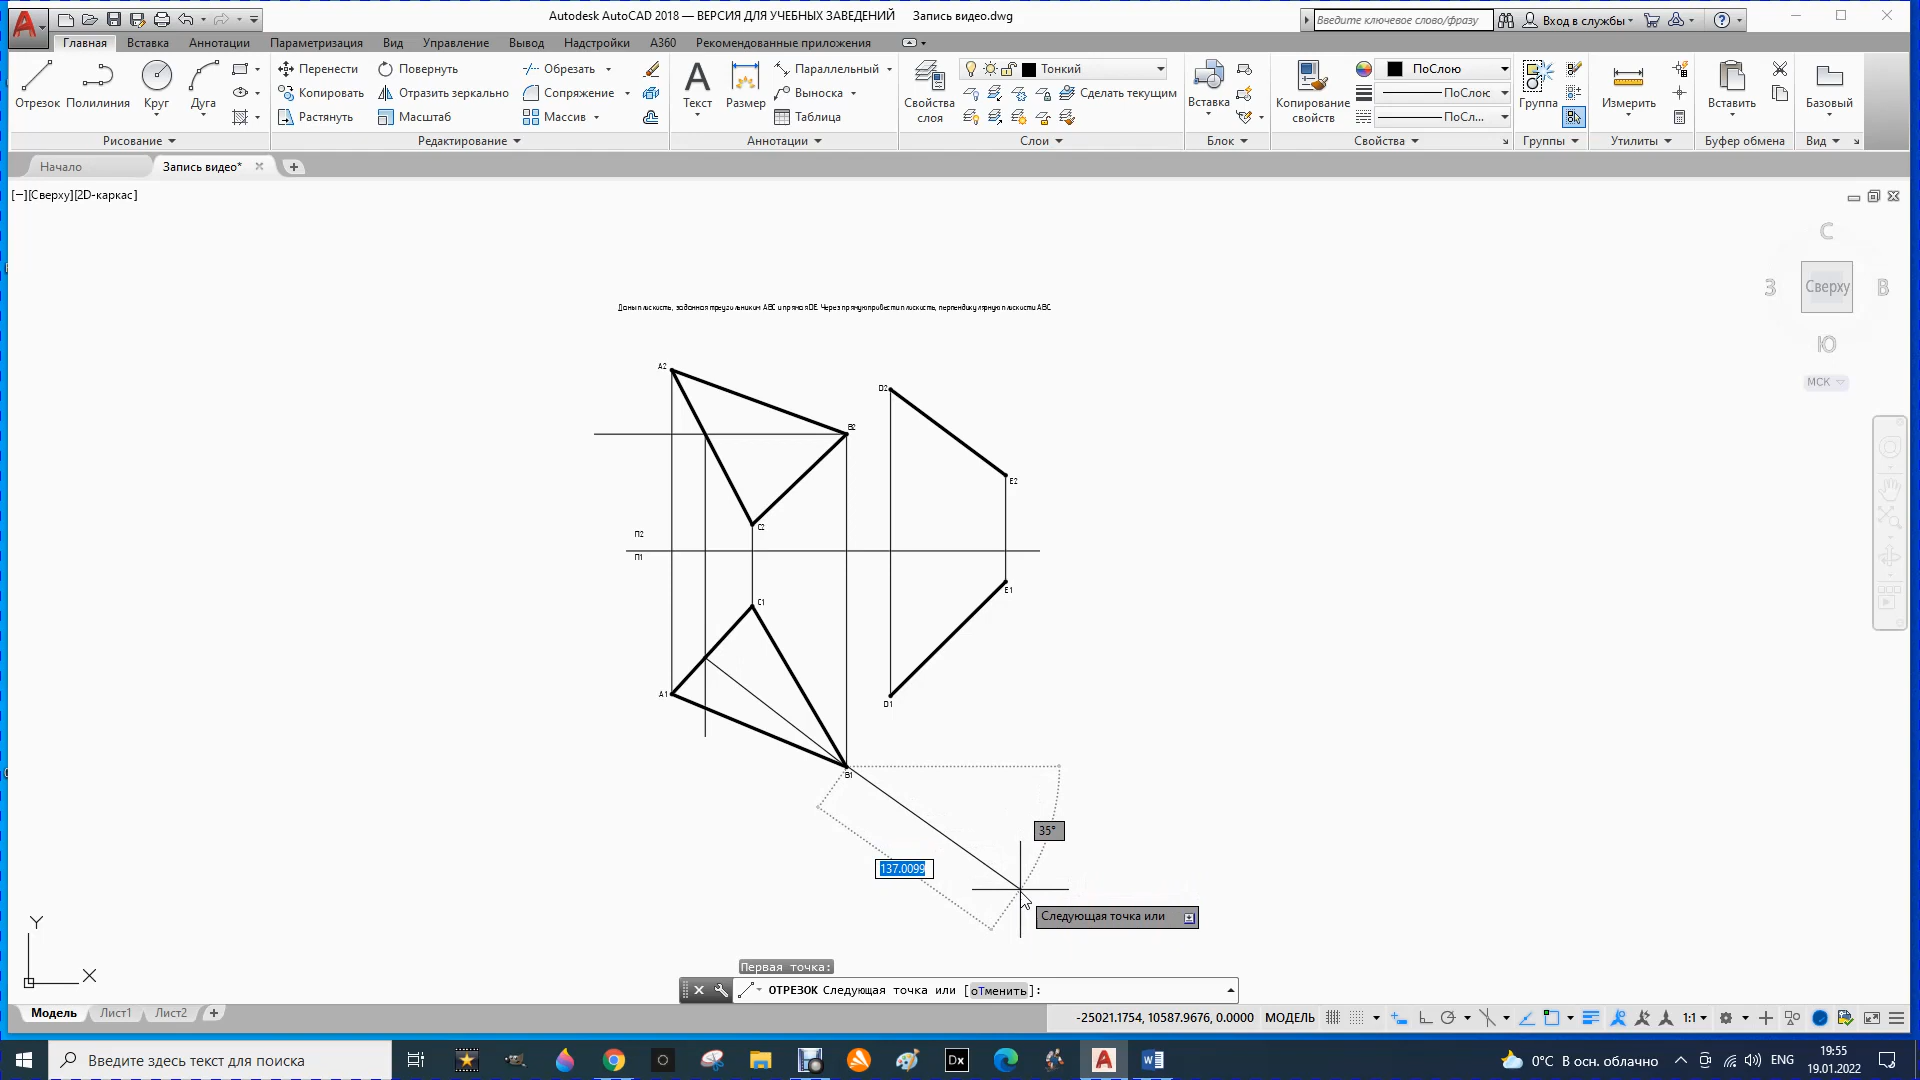 Autodesk AutoCAD 2018 — ВЕРСИЯ ДЛЯ УЧЕБНЫХ ЗАВЕДЕНИЙ Запись видео.dwg
Введите ключевое слово/фразу
Вход в службы
Главная Вставка Аннотации Параметризация Вид Управление Вывод Надстройки A360 Рекомендованные приложения
Перенести Повернуть Обрезать Параллельный Тонкий ПоСлою
Отрезок Полилиния Круг Дуга Копировать Отразить зеркально Сопряжение Текст Размер Выноска Свойства слоя Сделать текущим Вставка Копирование свойств ПоСлою Группа Измерить Вставить Базовый
Растянуть Масштаб Массив Таблица ПоСл...
Рисование Редактирование Аннотации Слои Блок Свойства Группы Утилиты Буфер обмена Вид
Начало Запись видео*
[−][Сверху][2D-каркас]
С
З Сверху В
Ю
МСК
A2
D2
B2
E2
C2
П2
П1
E1
C1
A1
D1
B1
35°
137.0099
Следующая точка или
Y
X
Первая точка:
ОТРЕЗОК Следующая точка или [оТменить]:
Модель Лист1 Лист2
-25021.1754, 10587.9676, 0.0000 МОДЕЛЬ 1:1
Введите здесь текст для поиска
Dx
0°C В осн. облачно
ENG
19:55
19.01.2022